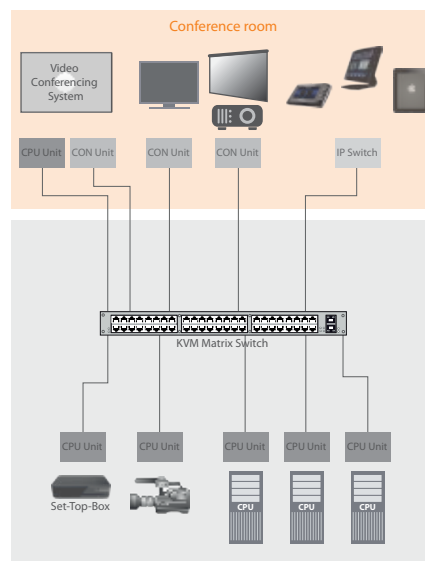 Conference room
Video
Conferencing
System
CPU Unit
CON Unit
CON Unit
CON Unit
IP Switch
KVM Matrix Switch
CPU Unit
CPU Unit
CPU Unit
CPU Unit
CPU Unit
Set-Top-Box
CPU
CPU
CPU